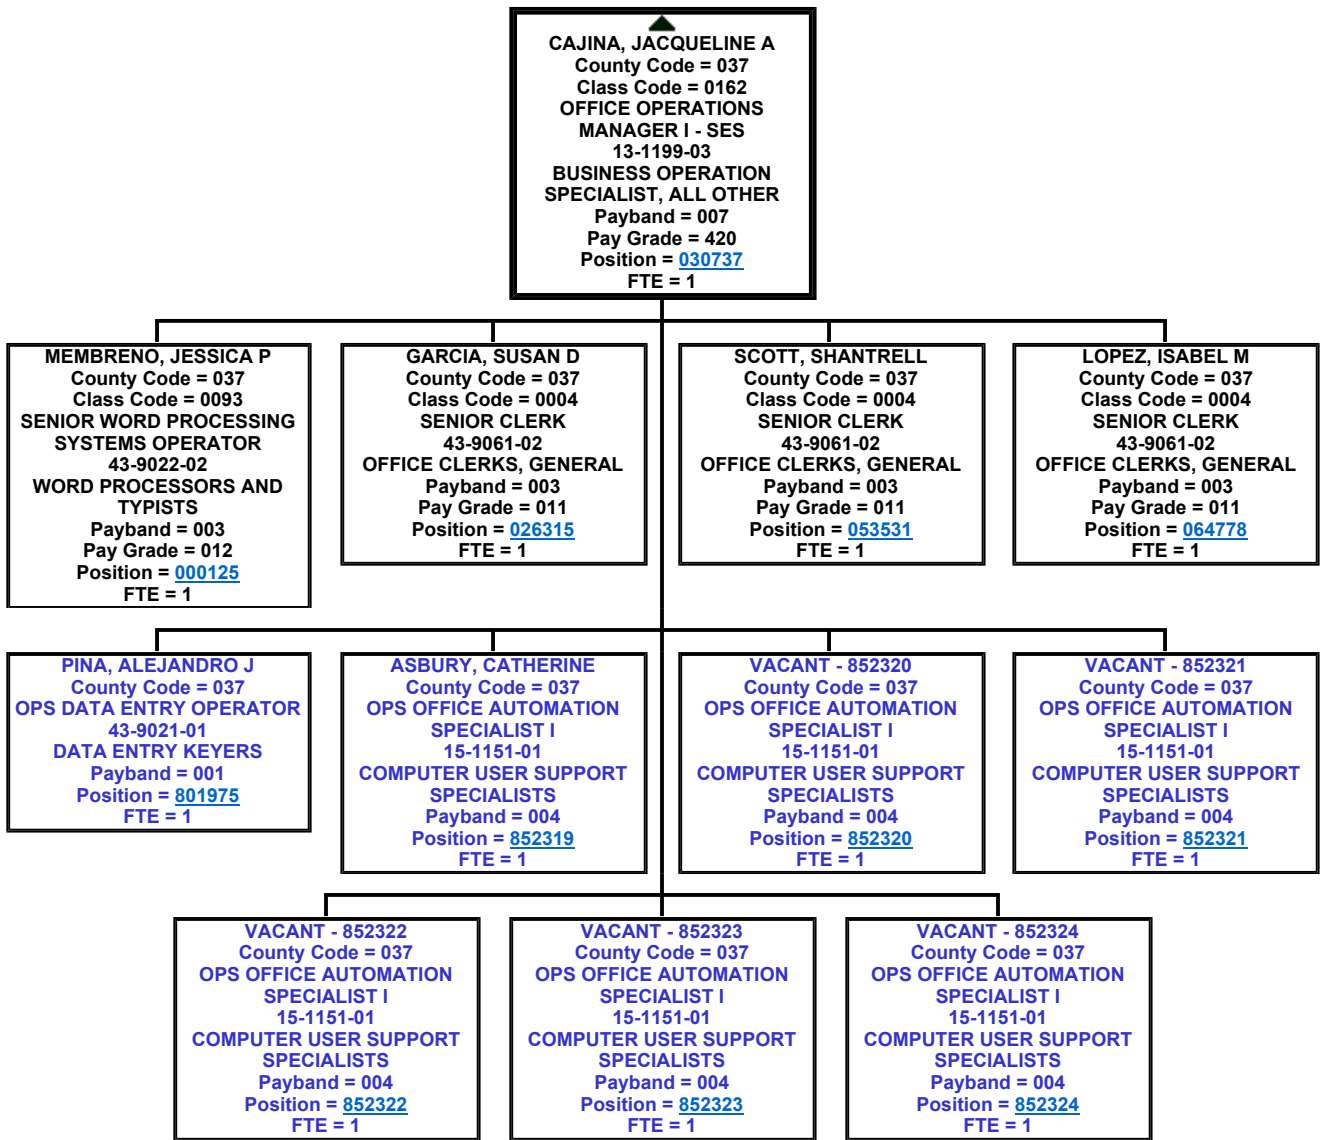 CAJINA, JACQUELINE A
County Code = 037
Class Code = 0162
OFFICE OPERATIONS
MANAGER I - SES
13-1199-03
BUSINESS OPERATION
SPECIALIST, ALL OTHER
Payband = 007
Pay Grade = 420
Position = 030737
FTE = 1
MEMBRENO, JESSICA P
County Code = 037
Class Code = 0093
SENIOR WORD PROCESSING
SYSTEMS OPERATOR
43-9022-02
WORD PROCESSORS AND
TYPISTS
Payband = 003
Pay Grade = 012
Position = 000125
FTE = 1
GARCIA, SUSAN D
County Code = 037
Class Code = 0004
SENIOR CLERK
43-9061-02
OFFICE CLERKS, GENERAL
Payband = 003
Pay Grade = 011
Position = 026315
FTE = 1
SCOTT, SHANTRELL
County Code = 037
Class Code = 0004
SENIOR CLERK
43-9061-02
OFFICE CLERKS, GENERAL
Payband = 003
Pay Grade = 011
Position = 053531
FTE = 1
LOPEZ, ISABEL M
County Code = 037
Class Code = 0004
SENIOR CLERK
43-9061-02
OFFICE CLERKS, GENERAL
Payband = 003
Pay Grade = 011
Position = 064778
FTE = 1
PINA, ALEJANDRO J
County Code = 037
OPS DATA ENTRY OPERATOR
43-9021-01
DATA ENTRY KEYERS
Payband = 001
Position = 801975
FTE = 1
ASBURY, CATHERINE
County Code = 037
OPS OFFICE AUTOMATION
SPECIALIST I
15-1151-01
COMPUTER USER SUPPORT
SPECIALISTS
Payband = 004
Position = 852319
FTE = 1
VACANT - 852320
County Code = 037
OPS OFFICE AUTOMATION
SPECIALIST I
15-1151-01
COMPUTER USER SUPPORT
SPECIALISTS
Payband = 004
Position = 852320
FTE = 1
VACANT - 852321
County Code = 037
OPS OFFICE AUTOMATION
SPECIALIST I
15-1151-01
COMPUTER USER SUPPORT
SPECIALISTS
Payband = 004
Position = 852321
FTE = 1
VACANT - 852322
County Code = 037
OPS OFFICE AUTOMATION
SPECIALIST I
15-1151-01
COMPUTER USER SUPPORT
SPECIALISTS
Payband = 004
Position = 852322
FTE = 1
VACANT - 852323
County Code = 037
OPS OFFICE AUTOMATION
SPECIALIST I
15-1151-01
COMPUTER USER SUPPORT
SPECIALISTS
Payband = 004
Position = 852323
FTE = 1
VACANT - 852324
County Code = 037
OPS OFFICE AUTOMATION
SPECIALIST I
15-1151-01
COMPUTER USER SUPPORT
SPECIALISTS
Payband = 004
Position = 852324
FTE = 1